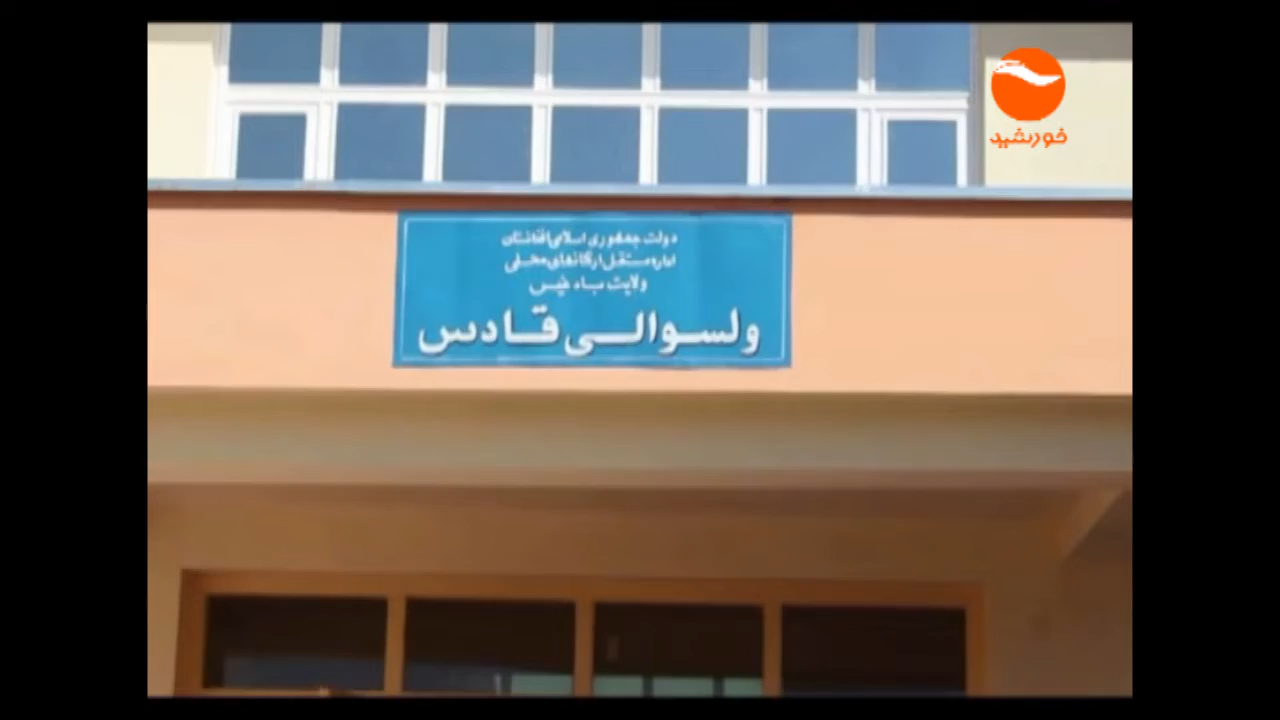 خورشید
دولت جمهوری اسلامی افغانستان
اداره مستقل ارگانهای محلی
ولایت بادغیس
ولسوالی قادس